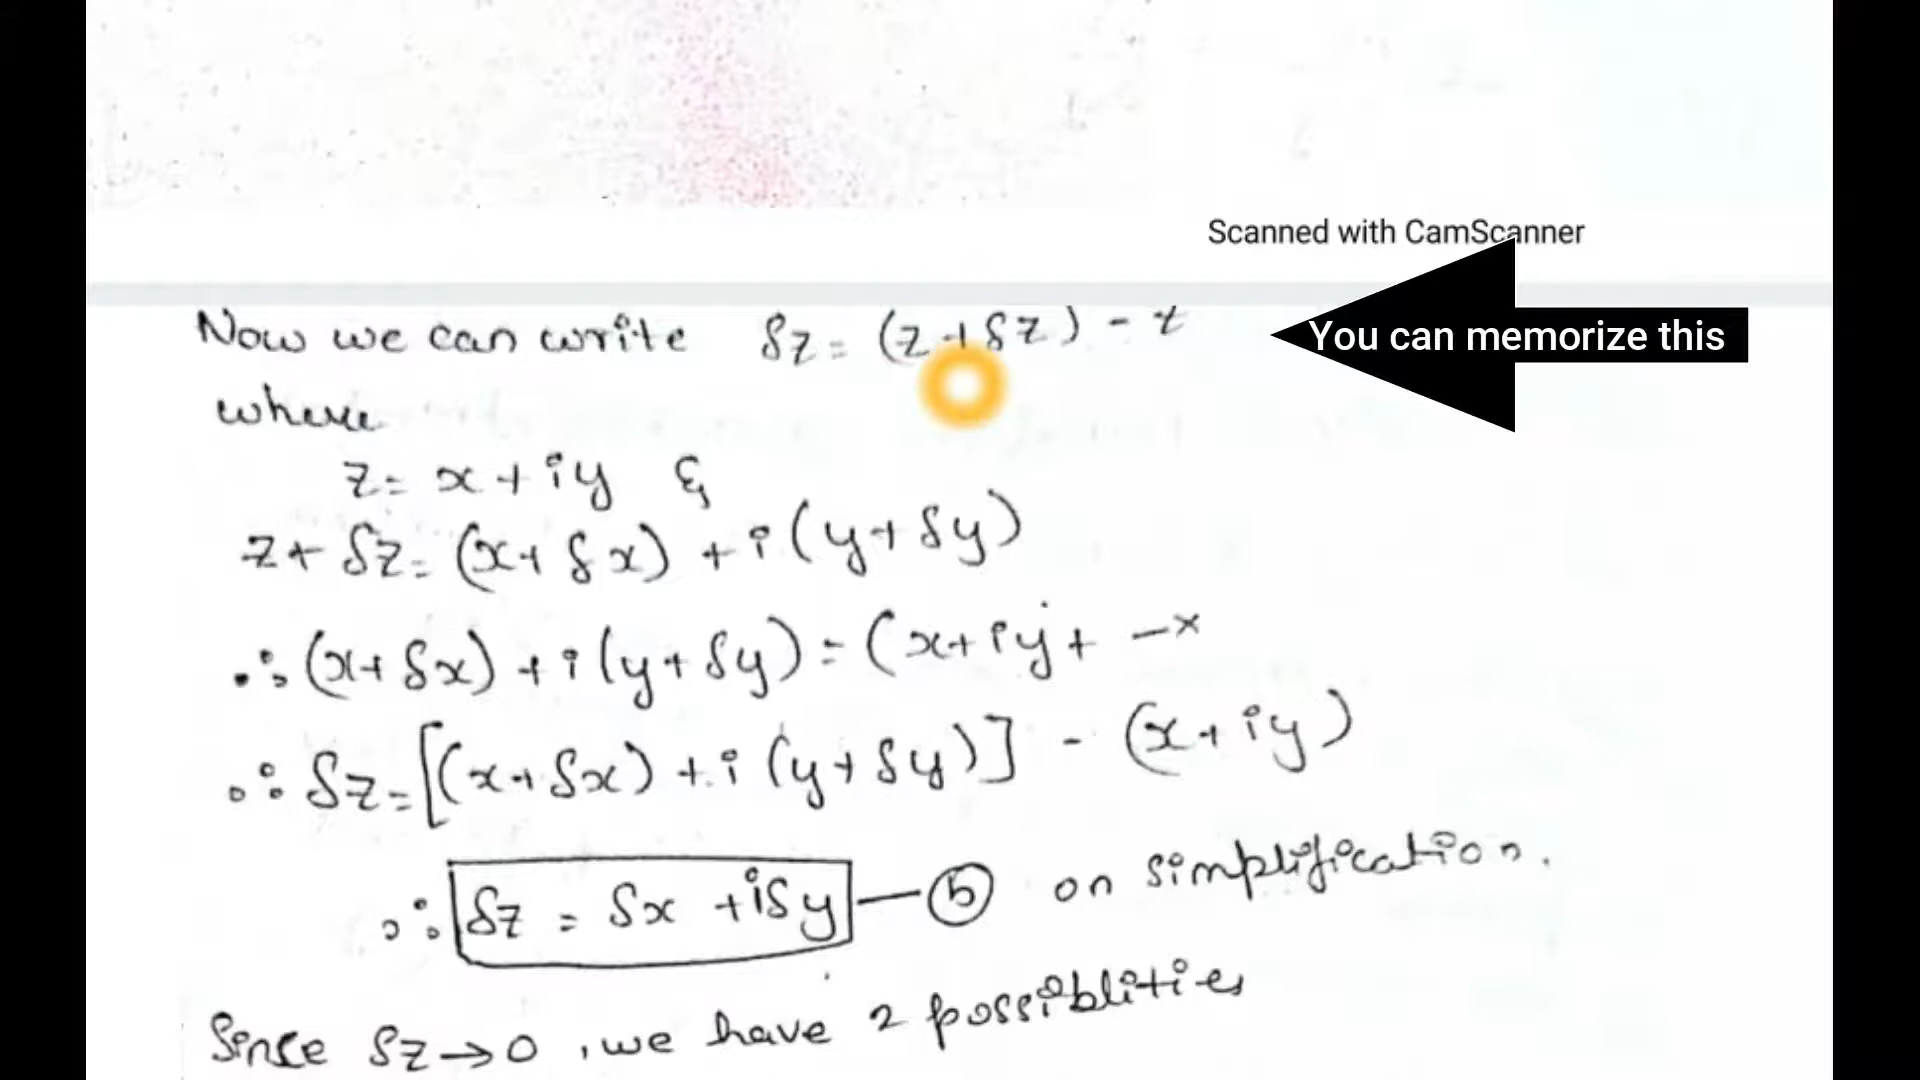 Scanned with CamScanner
Now we can write δz = (z+δz) - z
You can memorize this
where
z = x + iy &
z + δz = (x + δx) + i(y+δy)
∴ (x+δx) + i(y+δy) = (x+iy+ —x
∴ δz = [(x+δx) + i(y+δy)] - (x+iy)
∴ δz = δx + iδy — 5 on simplification.
Since δz → 0, we have 2 possiblities